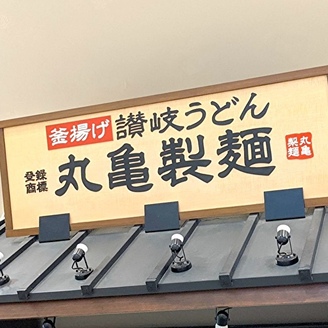 釜揚げ 讃岐うどん
登録商標 丸亀製麺 丸亀製麺